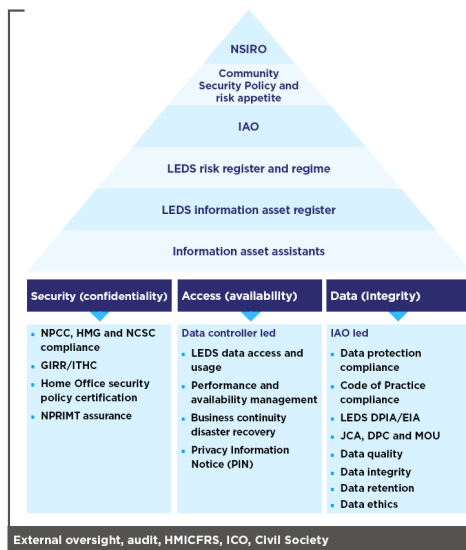 NSIRO
Community
Security Policy and
risk appetite
IAO
LEDS risk register and regime
LEDS information asset register
Information asset assistants
Security (confidentiality)
NPCC, HMG and NCSC
compliance
GIRR/ITHC
Home Office security
policy certification
NPRIMT assurance
Access (availability)
Data controller led
LEDS data access and
usage
Performance and
availability management
Business continuity
disaster recovery
Privacy Information
Notice (PIN)
Data (integrity)
IAO led
Data protection
compliance
Code of Practice
compliance
LEDS DPIA/EIA
JCA, DPC and MOU
Data quality
Data integrity
Data retention
Data ethics
External oversight, audit, HMICFRS, ICO, Civil Society